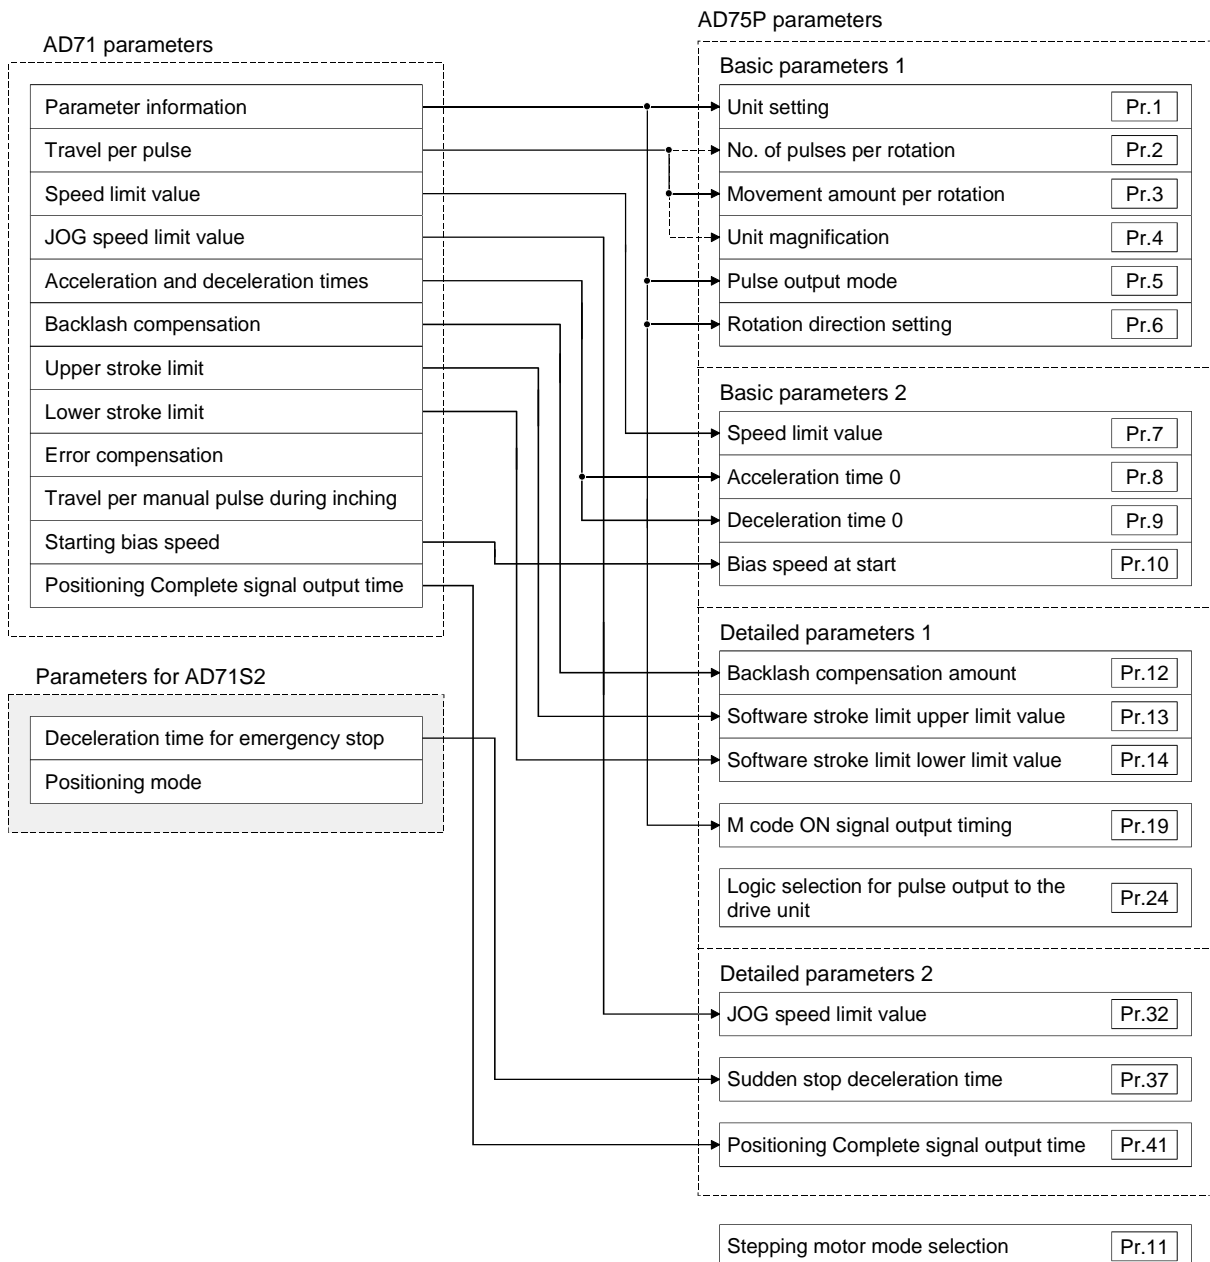 AD71 parameters
Parameter information
Travel per pulse
Speed limit value
JOG speed limit value
Acceleration and deceleration times
Backlash compensation
Upper stroke limit
Lower stroke limit
Error compensation
Travel per manual pulse during inching
Starting bias speed
Positioning Complete signal output time
Parameters for AD71S2
Deceleration time for emergency stop
Positioning mode
AD75P parameters
Basic parameters 1
Unit setting Pr.1
No. of pulses per rotation Pr.2
Movement amount per rotation Pr.3
Unit magnification Pr.4
Pulse output mode Pr.5
Rotation direction setting Pr.6
Basic parameters 2
Speed limit value Pr.7
Acceleration time 0 Pr.8
Deceleration time 0 Pr.9
Bias speed at start Pr.10
Detailed parameters 1
Backlash compensation amount Pr.12
Software stroke limit upper limit value Pr.13
Software stroke limit lower limit value Pr.14
M code ON signal output timing Pr.19
Logic selection for pulse output to the
drive unit Pr.24
Detailed parameters 2
JOG speed limit value Pr.32
Sudden stop deceleration time Pr.37
Positioning Complete signal output time Pr.41
Stepping motor mode selection Pr.11